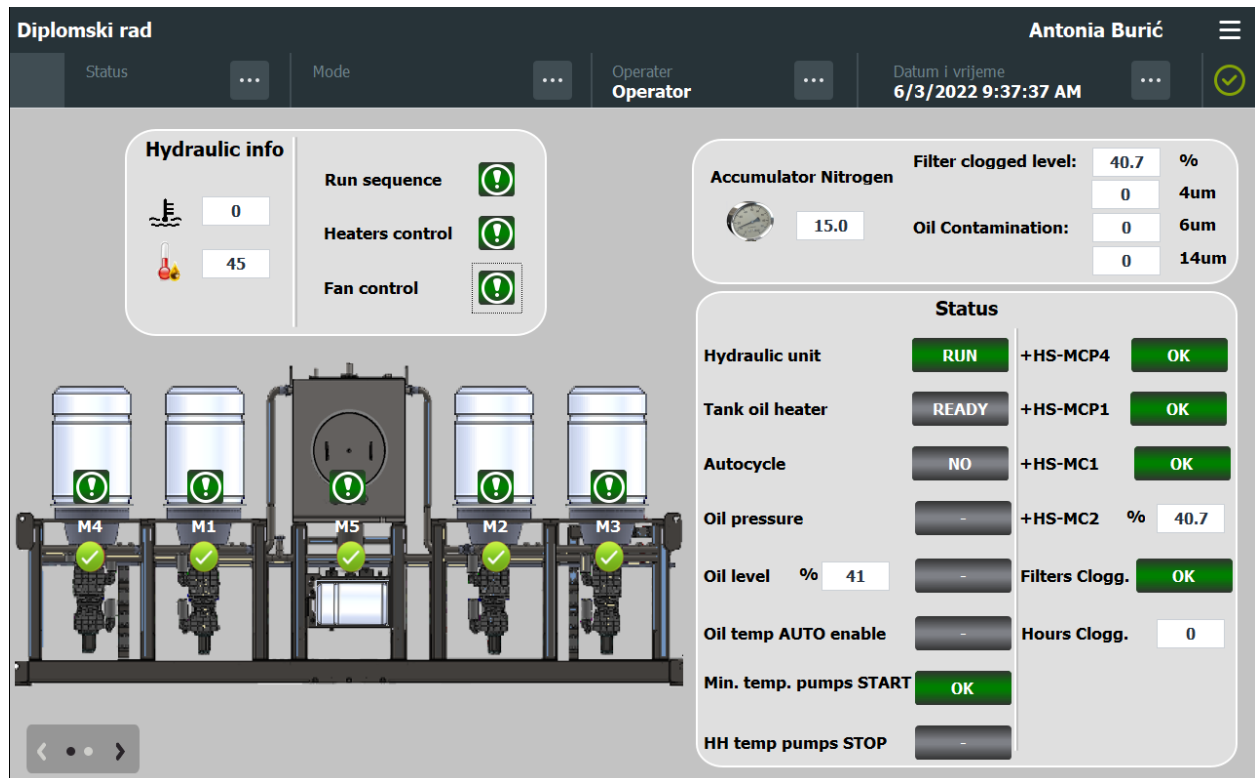 Diplomski rad
Antonia Burić
Status
...
Mode
...
Operater
Operator
...
Datum i vrijeme
6/3/2022 9:37:37 AM
...
Hydraulic info
0
45
Run sequence
Heaters control
Fan control
Accumulator Nitrogen
15.0
Filter clogged level: 40.7 %
0 4um
Oil Contamination: 0 6um
0 14um
Status
Hydraulic unit RUN +HS-MCP4 OK
Tank oil heater READY +HS-MCP1 OK
Autocycle NO +HS-MC1 OK
Oil pressure - +HS-MC2 % 40.7
Oil level % 41 - Filters Clogg. OK
Oil temp AUTO enable - Hours Clogg. 0
Min. temp. pumps START OK
HH temp pumps STOP -
M4 M1 M5 M2 M3